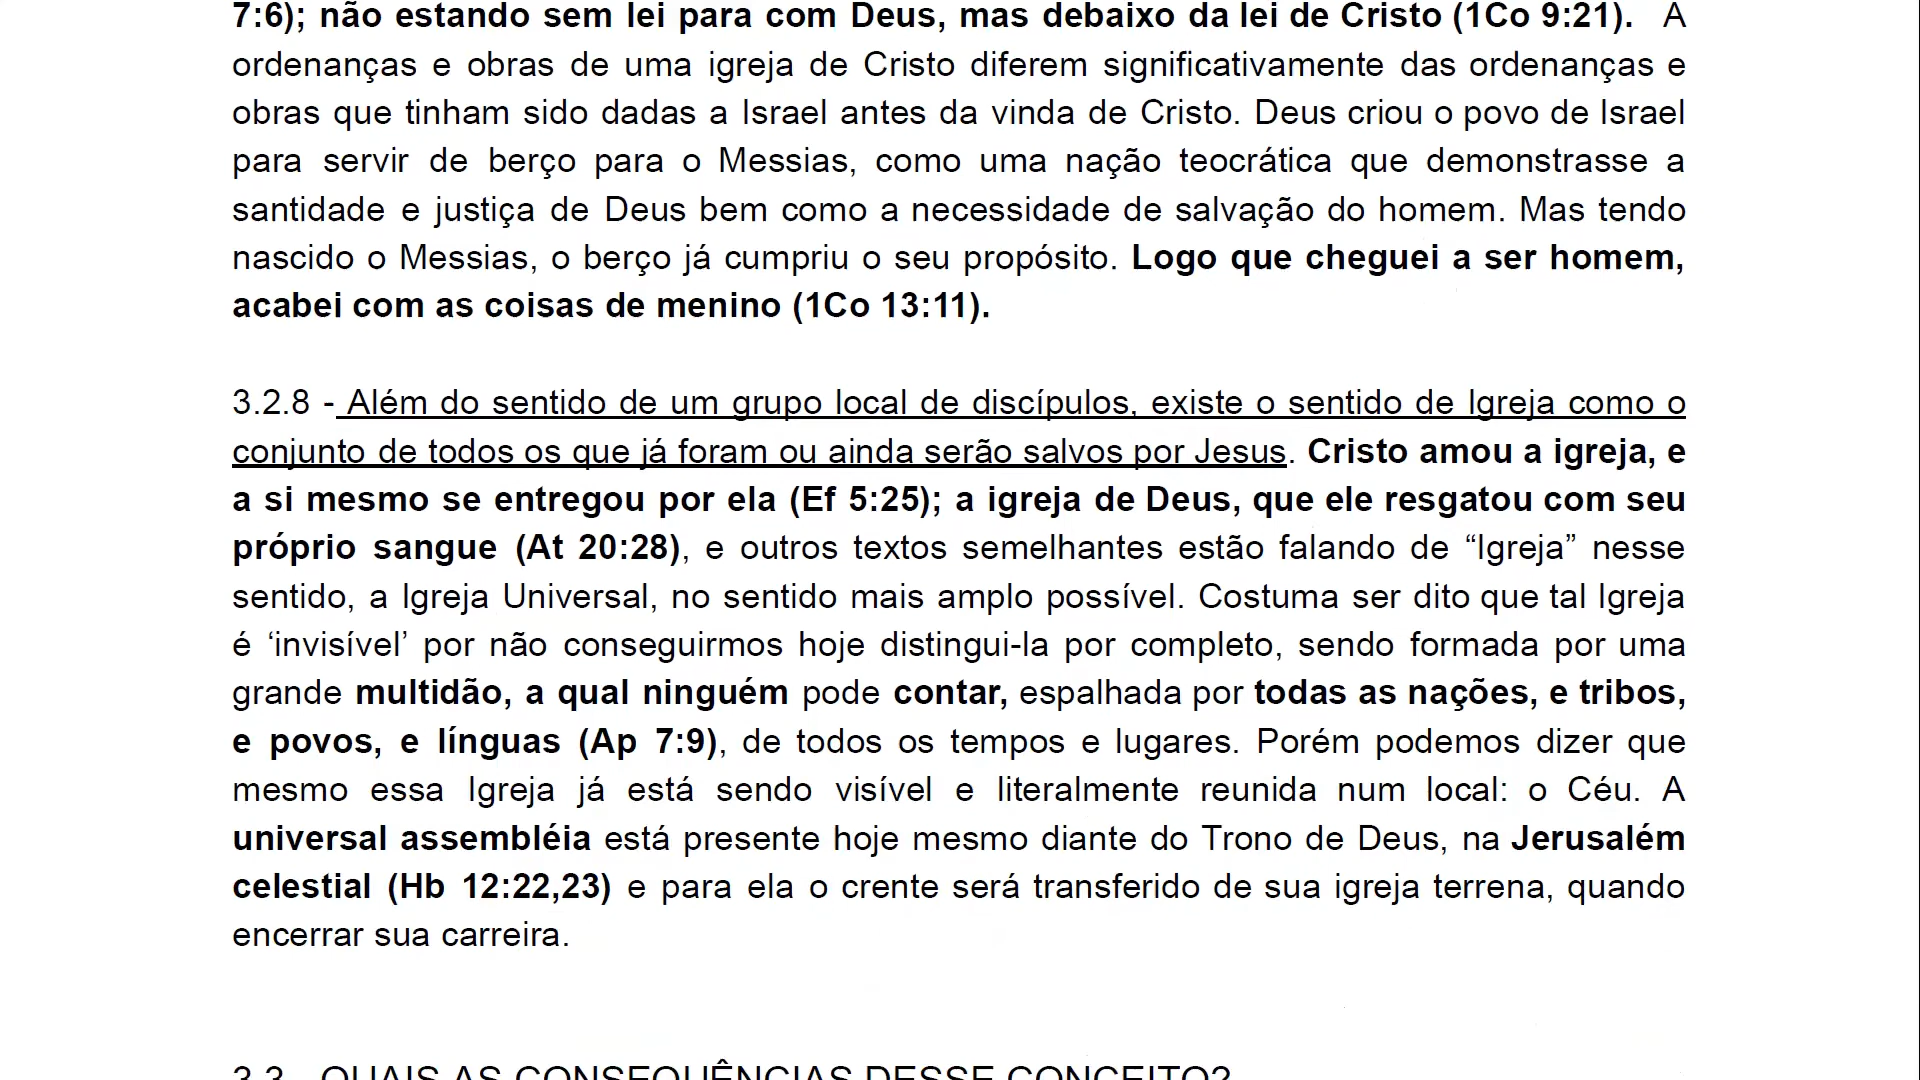 7:6); não estando sem lei para com Deus, mas debaixo da lei de Cristo (1Co 9:21). A
ordenanças e obras de uma igreja de Cristo diferem significativamente das ordenanças e
obras que tinham sido dadas a Israel antes da vinda de Cristo. Deus criou o povo de Israel
para servir de berço para o Messias, como uma nação teocrática que demonstrasse a
santidade e justiça de Deus bem como a necessidade de salvação do homem. Mas tendo
nascido o Messias, o berço já cumpriu o seu propósito. Logo que cheguei a ser homem,
acabei com as coisas de menino (1Co 13:11).
3.2.8 - Além do sentido de um grupo local de discípulos, existe o sentido de Igreja como o
conjunto de todos os que já foram ou ainda serão salvos por Jesus. Cristo amou a igreja, e
a si mesmo se entregou por ela (Ef 5:25); a igreja de Deus, que ele resgatou com seu
próprio sangue (At 20:28), e outros textos semelhantes estão falando de “Igreja” nesse
sentido, a Igreja Universal, no sentido mais amplo possível. Costuma ser dito que tal Igreja
é ‘invisível’ por não conseguirmos hoje distingui-la por completo, sendo formada por uma
grande multidão, a qual ninguém pode contar, espalhada por todas as nações, e tribos,
e povos, e línguas (Ap 7:9), de todos os tempos e lugares. Porém podemos dizer que
mesmo essa Igreja já está sendo visível e literalmente reunida num local: o Céu. A
universal assembléia está presente hoje mesmo diante do Trono de Deus, na Jerusalém
celestial (Hb 12:22,23) e para ela o crente será transferido de sua igreja terrena, quando
encerrar sua carreira.
3.3 - QUAIS AS CONSEQUÊNCIAS DESSE CONCEITO?